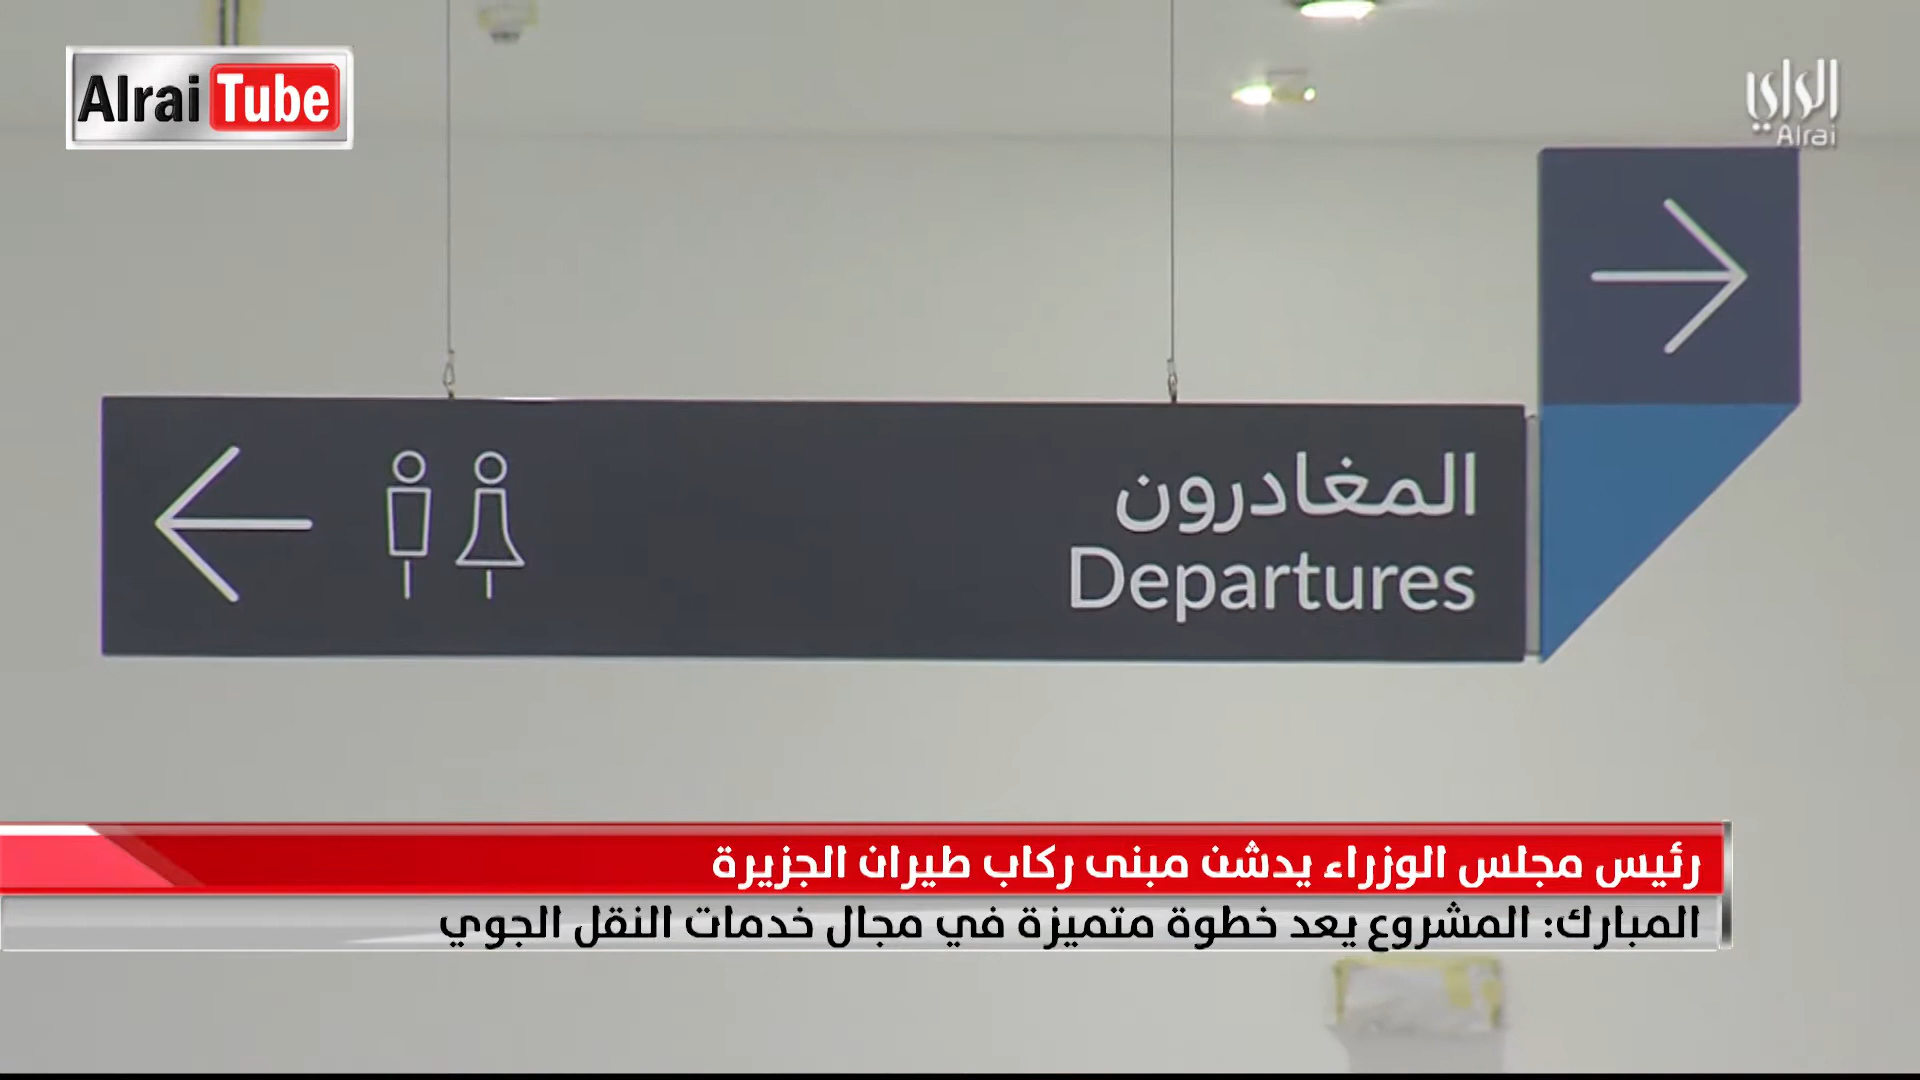 Alrai Tube
الراي
Alrai
المغادرون
Departures
رئيس مجلس الوزراء يدشن مبنى ركاب طيران الجزيرة
المبارك: المشروع يعد خطوة متميزة في مجال خدمات النقل الجوي